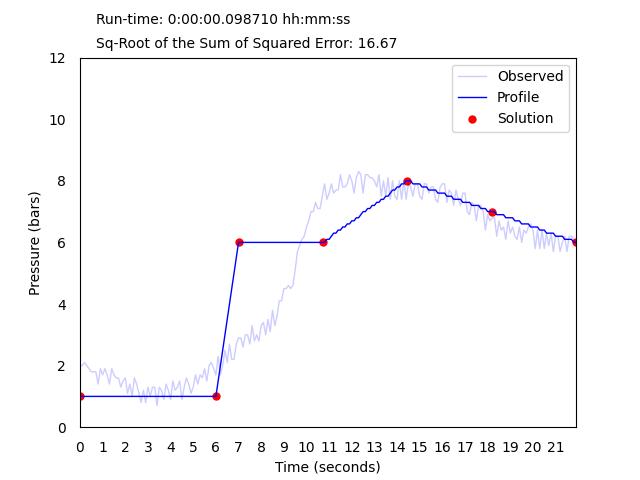 Run-time: 0:00:00.098710 hh:mm:ss
Sq-Root of the Sum of Squared Error: 16.67
12
10
8
6
4
2
0
Pressure (bars)
Observed
Profile
Solution
0 1 2 3 4 5 6 7 8 9 10 11 12 13 14 15 16 17 18 19 20 21
Time (seconds)